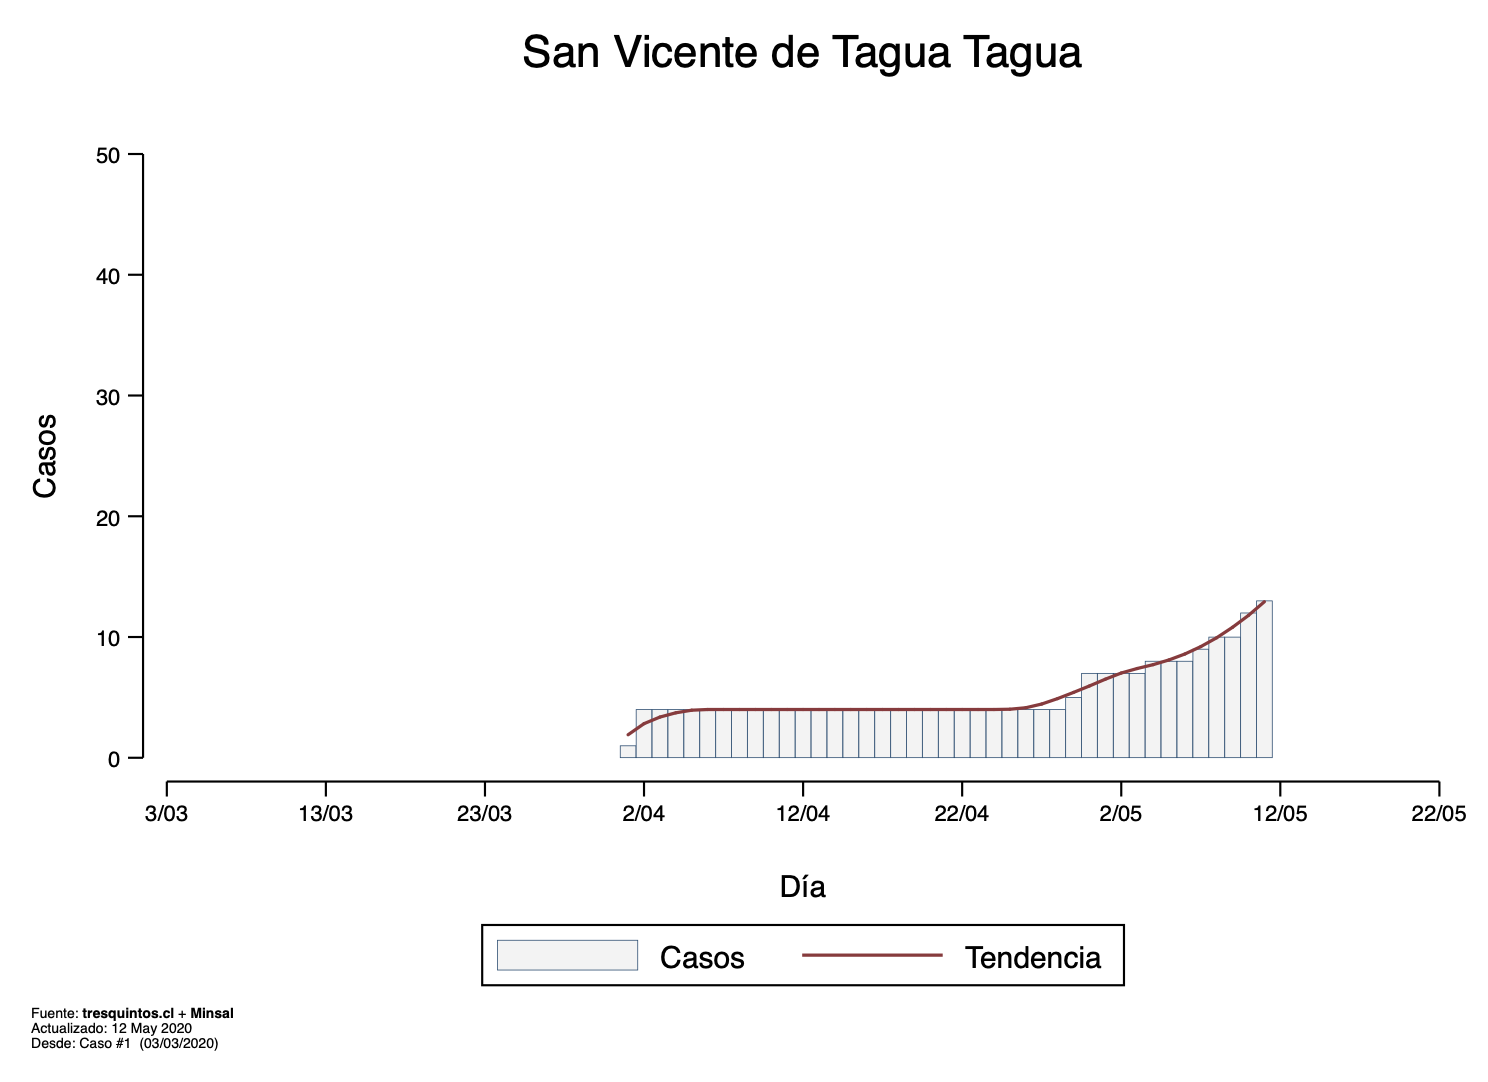 San Vicente de Tagua Tagua
50
40
30
20
10
0
Casos
3/03 13/03 23/03 2/04 12/04 22/04 2/05 12/05 22/05
Día
Casos Tendencia
Fuente: tresquintos.cl + Minsal
Actualizado: 12 May 2020
Desde: Caso #1 (03/03/2020)